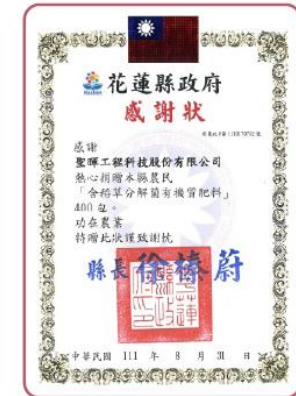 花蓮縣政府
感謝狀
感謝
聖暉工程科技股份有限公司
熱心捐贈本縣農民
「含稻草分解菌有機質肥料」
400 包。
功在農業
特贈此狀謹致謝忱
縣長 徐榛蔚
中華民國 111 年 8 月 31 日